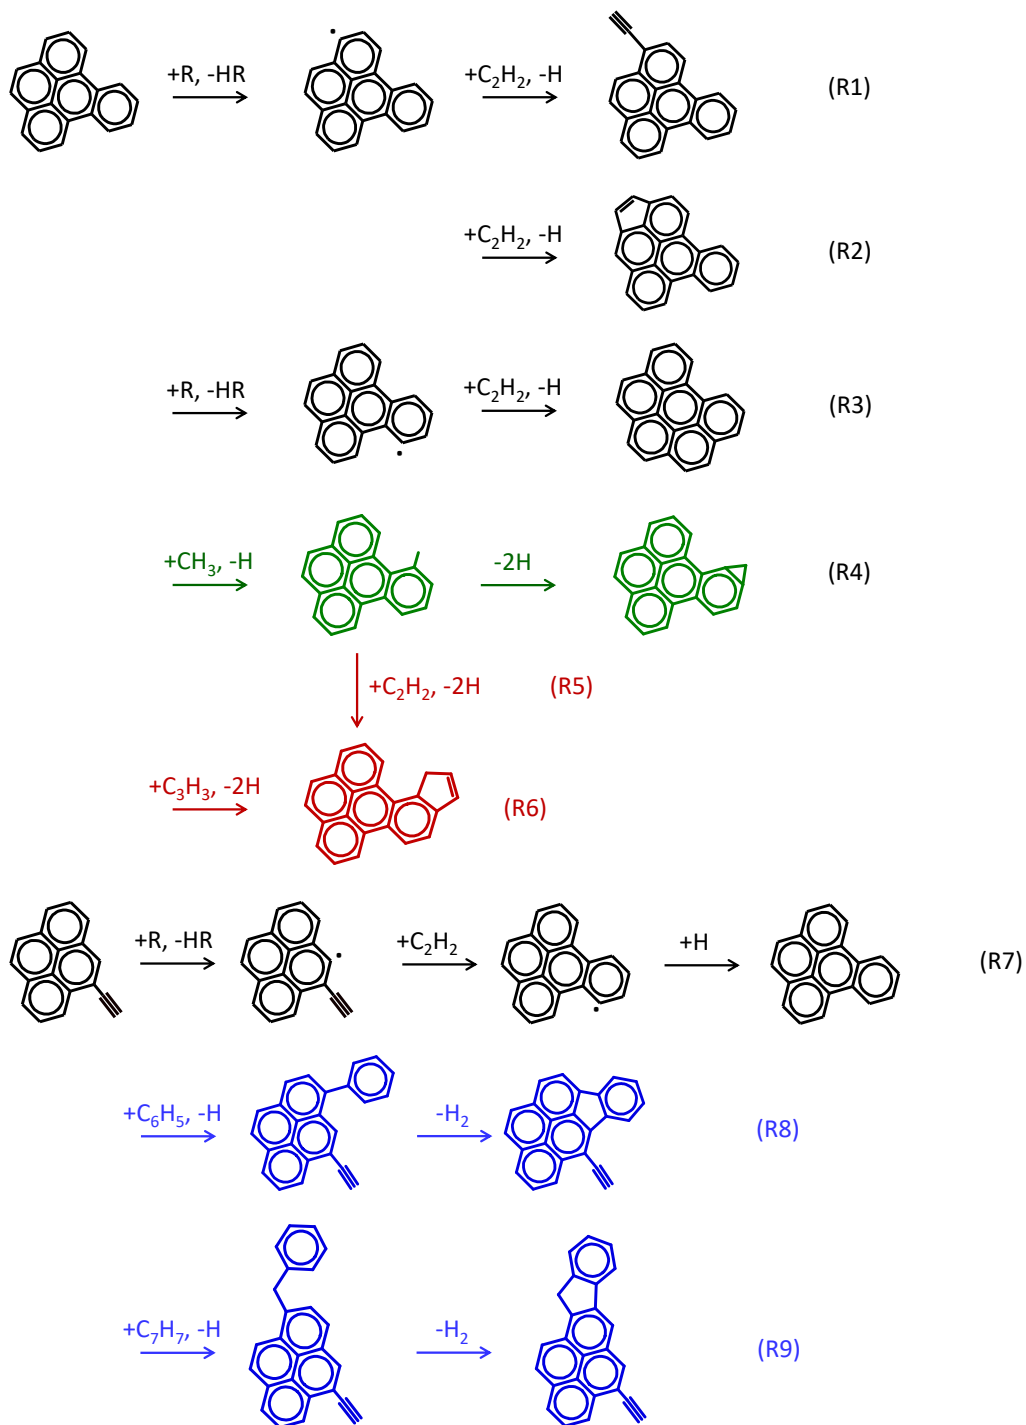 +R, -HR +C₂H₂, -H (R1)
+C₂H₂, -H (R2)
+R, -HR +C₂H₂, -H (R3)
+CH₃, -H -2H (R4)
+C₂H₂, -2H (R5)
+C₃H₃, -2H (R6)
+R, -HR +C₂H₂ +H (R7)
+C₆H₅, -H -H₂ (R8)
+C₇H₇, -H -H₂ (R9)